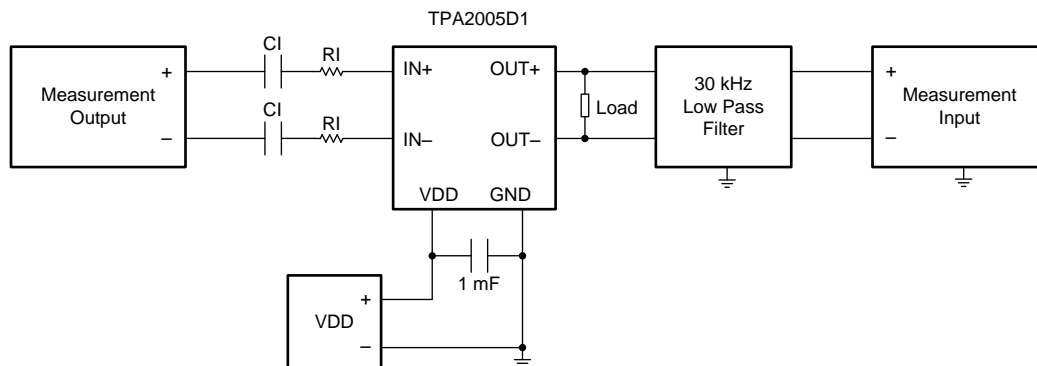 TPA2005D1
CI
RI
CI
RI
+
Measurement
Output
–
IN+
OUT+
IN–
OUT–
VDD
GND
Load
30 kHz
Low Pass
Filter
+
Measurement
Input
–
1 mF
+
VDD
–